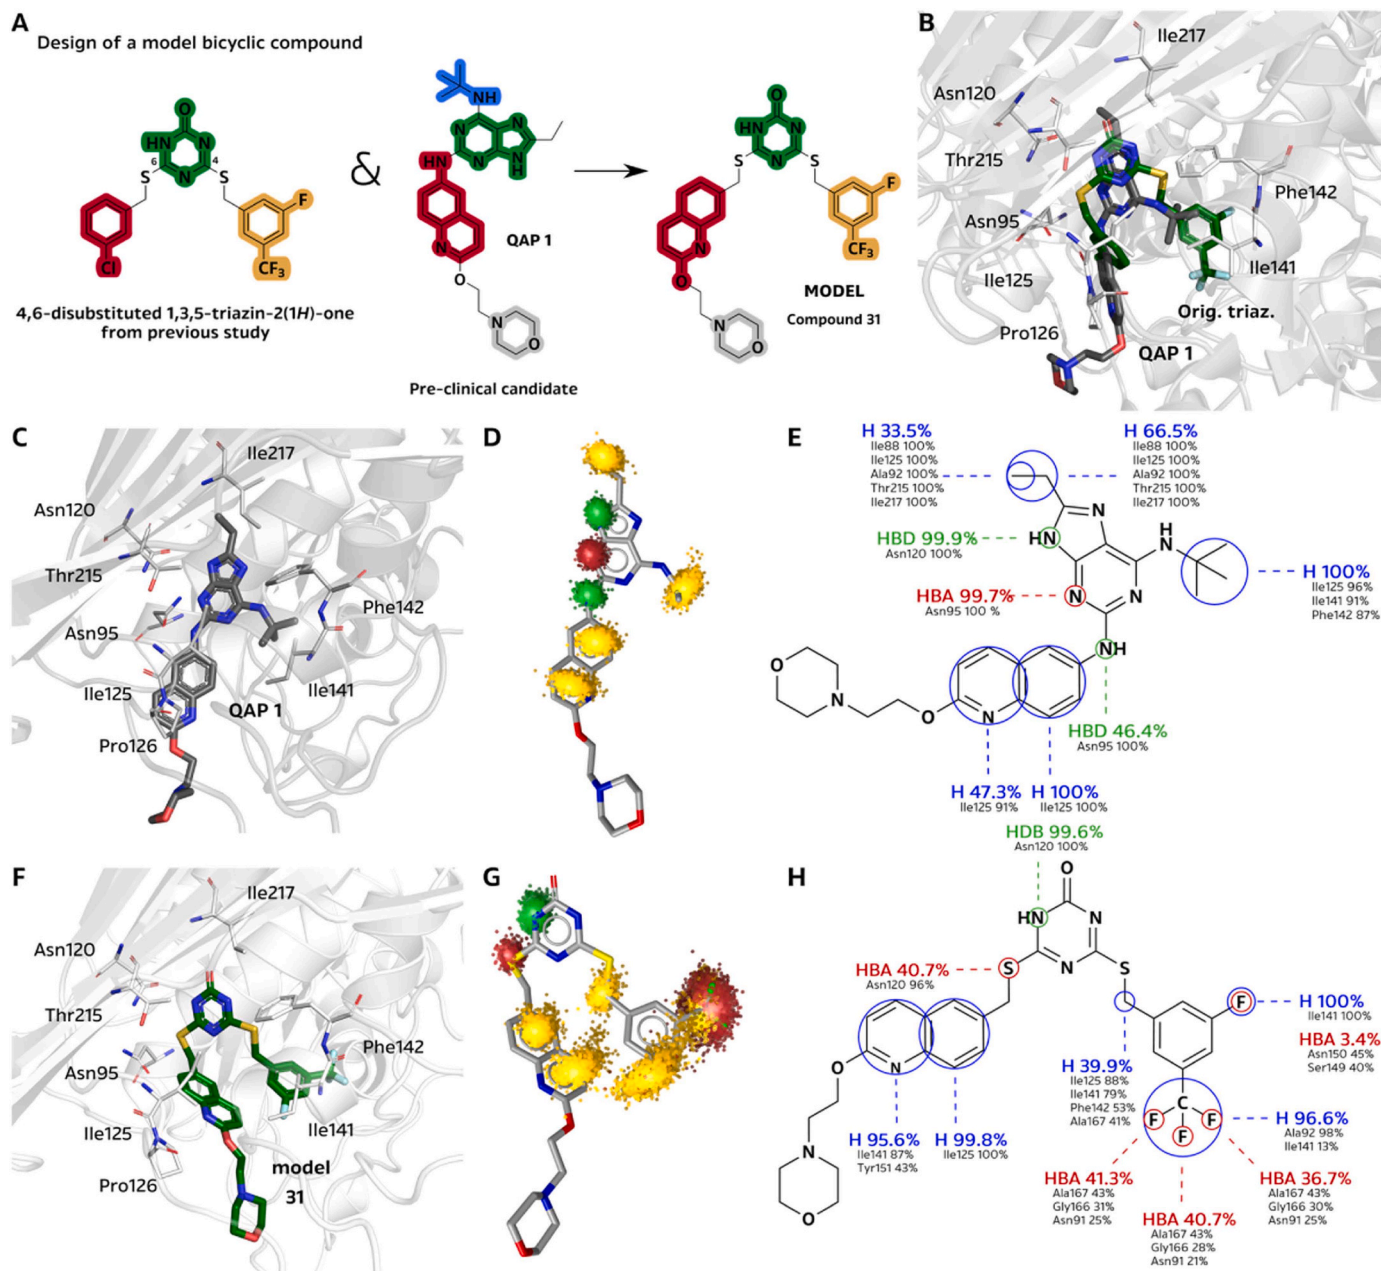 A
Design of a model bicyclic compound
O
HN
N
6
4
S
N
S
Cl
F
CF3
4,6-disubstituted 1,3,5-triazin-2(1H)-one
from previous study
&
NH
N
N
N
N
H
HN
N
O
N
O
QAP 1
Pre-clinical candidate
O
HN
N
S
N
S
N
O
N
O
F
CF3
MODEL
Compound 31
B
Ile217
Asn120
Thr215
Phe142
Asn95
Ile141
Ile125
Orig. triaz.
Pro126
QAP 1
C
Ile217
Asn120
Thr215
Phe142
Asn95
Ile125
Ile141
QAP 1
Pro126
D
E
H 33.5%
Ile88 100%
Ile125 100%
Ala92 100%
Thr215 100%
Ile217 100%
H 66.5%
Ile88 100%
Ile125 100%
Ala92 100%
Thr215 100%
Ile217 100%
HBD 99.9%
Asn120 100%
HN
N
H
N
HBA 99.7%
Asn95 100 %
N
N
H 100%
Ile125 96%
Ile141 91%
Phe142 87%
NH
O
N
O
N
HBD 46.4%
Asn95 100%
H 47.3%
Ile125 91%
H 100%
Ile125 100%
F
Ile217
Asn120
Thr215
Phe142
Asn95
Ile125
Ile141
model
31
Pro126
G
H
HDB 99.6%
Asn120 100%
O
HN
N
HBA 40.7%
Asn120 96%
S
N
S
F
H 100%
Ile141 100%
HBA 3.4%
Asn150 45%
Ser149 40%
N
O
H 39.9%
Ile125 88%
Ile141 79%
Phe142 53%
Ala167 41%
C
F
F
F
H 96.6%
Ala92 98%
Ile141 13%
H 95.6%
Ile141 87%
Tyr151 43%
H 99.8%
Ile125 100%
N
O
HBA 41.3%
Ala167 43%
Gly166 31%
Asn91 25%
HBA 40.7%
Ala167 43%
Gly166 28%
Asn91 21%
HBA 36.7%
Ala167 43%
Gly166 30%
Asn91 25%